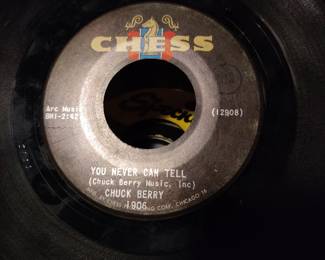 CHESS
Arc Music
BMI-2:42
(12908)
YOU NEVER CAN TELL
(Chuck Berry Music, Inc)
CHUCK BERRY
1906
CORP. CHICAGO 16